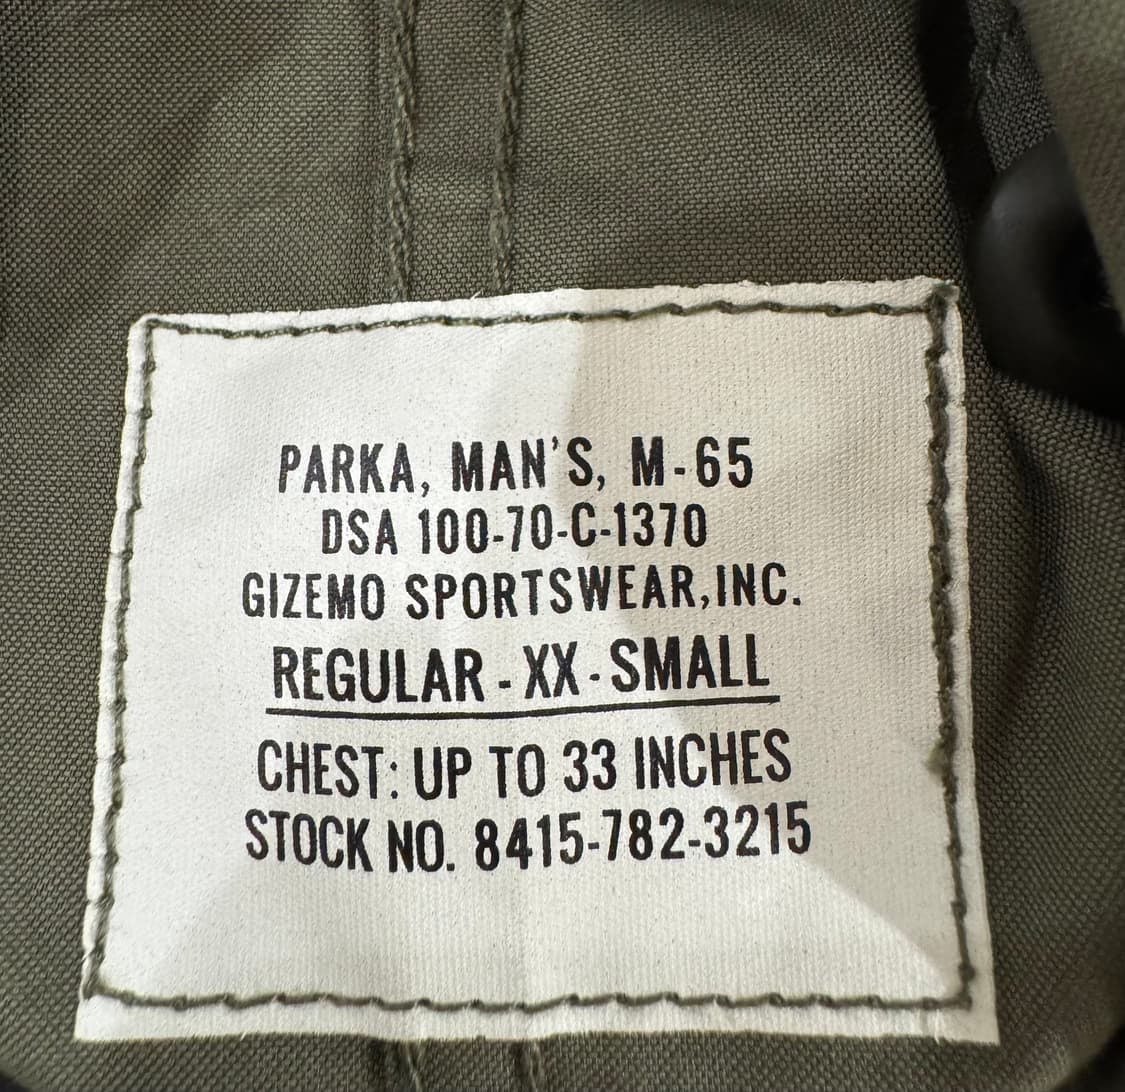 PARKA, MAN'S, M-65
DSA 100-70-C-1370
GIZEMO SPORTSWEAR,INC.
REGULAR - XX - SMALL
CHEST: UP TO 33 INCHES
STOCK NO. 8415-782-3215